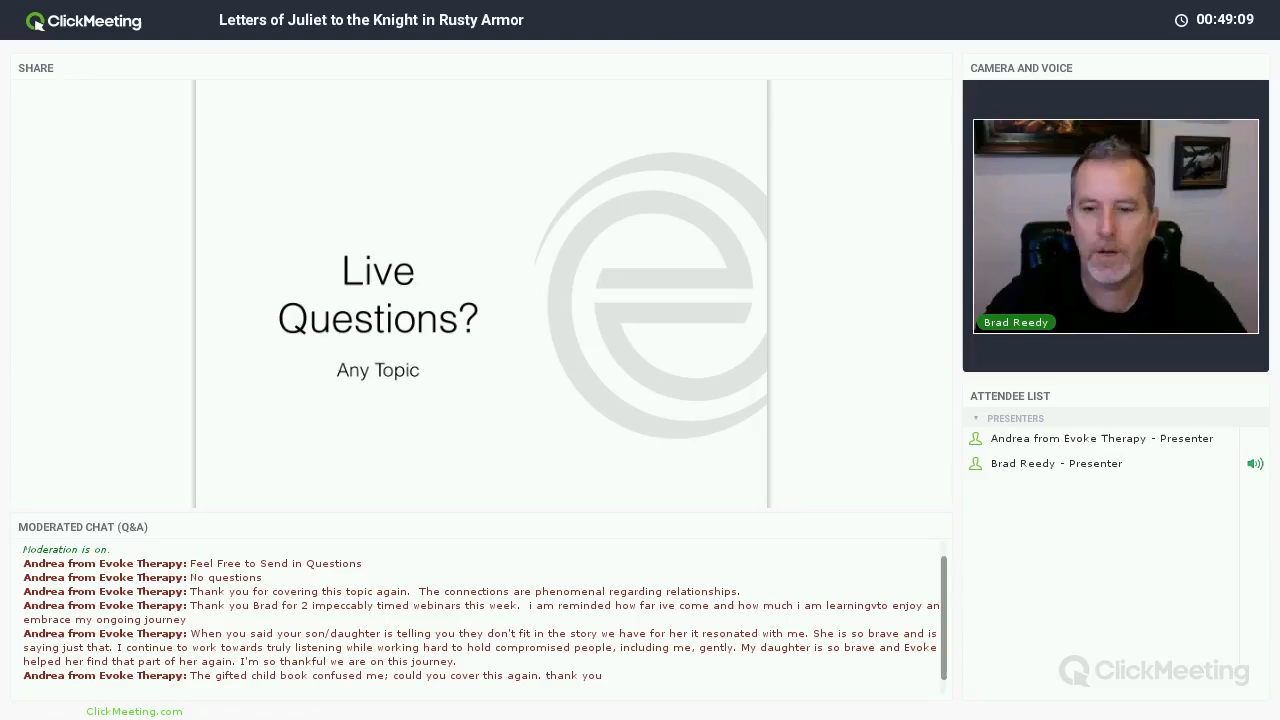 ClickMeeting
Letters of Juliet to the Knight in Rusty Armor
00:49:09
SHARE
Live
Questions?
Any Topic
CAMERA AND VOICE
Brad Reedy
ATTENDEE LIST
PRESENTERS
Andrea from Evoke Therapy - Presenter
Brad Reedy - Presenter
MODERATED CHAT (Q&A)
Moderation is on.
Andrea from Evoke Therapy: Feel Free to Send in Questions
Andrea from Evoke Therapy: No questions
Andrea from Evoke Therapy: Thank you for covering this topic again. The connections are phenomenal regarding relationships.
Andrea from Evoke Therapy: Thank you Brad for 2 impeccably timed webinars this week. i am reminded how far ive come and how much i am learningvto enjoy an
embrace my ongoing journey
Andrea from Evoke Therapy: When you said your son/daughter is telling you they don't fit in the story we have for her it resonated with me. She is so brave and is
saying just that. I continue to work towards truly listening while working hard to hold compromised people, including me, gently. My daughter is so brave and Evoke
helped her find that part of her again. I'm so thankful we are on this journey.
Andrea from Evoke Therapy: The gifted child book confused me; could you cover this again. thank you
ClickMeeting
ClickMeeting.com